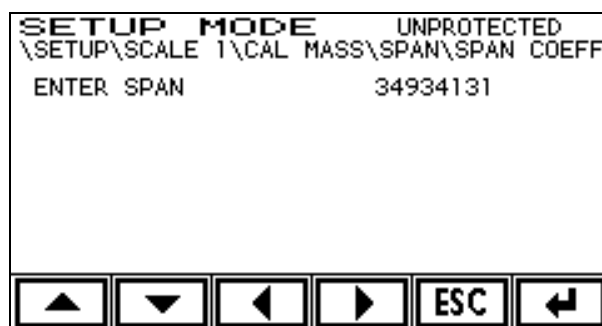 SETUP MODE UNPROTECTED
\SETUP\SCALE 1\CAL MASS\SPAN\SPAN COEFF
ENTER SPAN 34934131
ESC